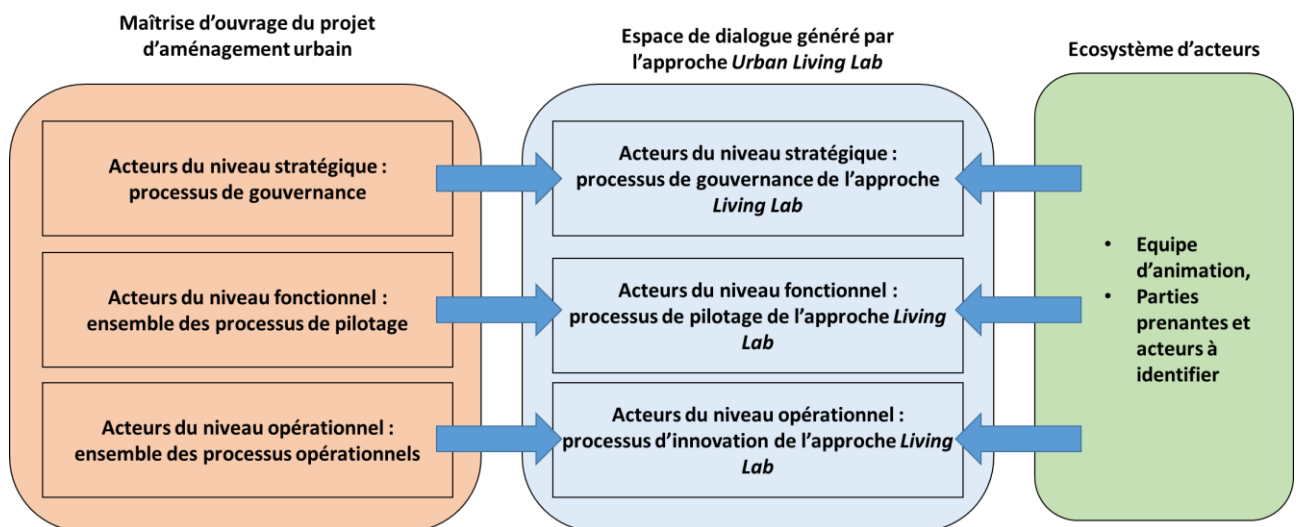 Maîtrise d'ouvrage du projet
d'aménagement urbain
Acteurs du niveau stratégique :
processus de gouvernance
Acteurs du niveau fonctionnel :
ensemble des processus de pilotage
Acteurs du niveau opérationnel :
ensemble des processus opérationnels
Espace de dialogue généré par
l'approche Urban Living Lab
Acteurs du niveau stratégique :
processus de gouvernance de l'approche
Living Lab
Acteurs du niveau fonctionnel :
processus de pilotage de l'approche Living
Lab
Acteurs du niveau opérationnel :
processus d'innovation de l'approche Living
Lab
Ecosystème d'acteurs
• Equipe
d'animation,
• Parties
prenantes et
acteurs à
identifier